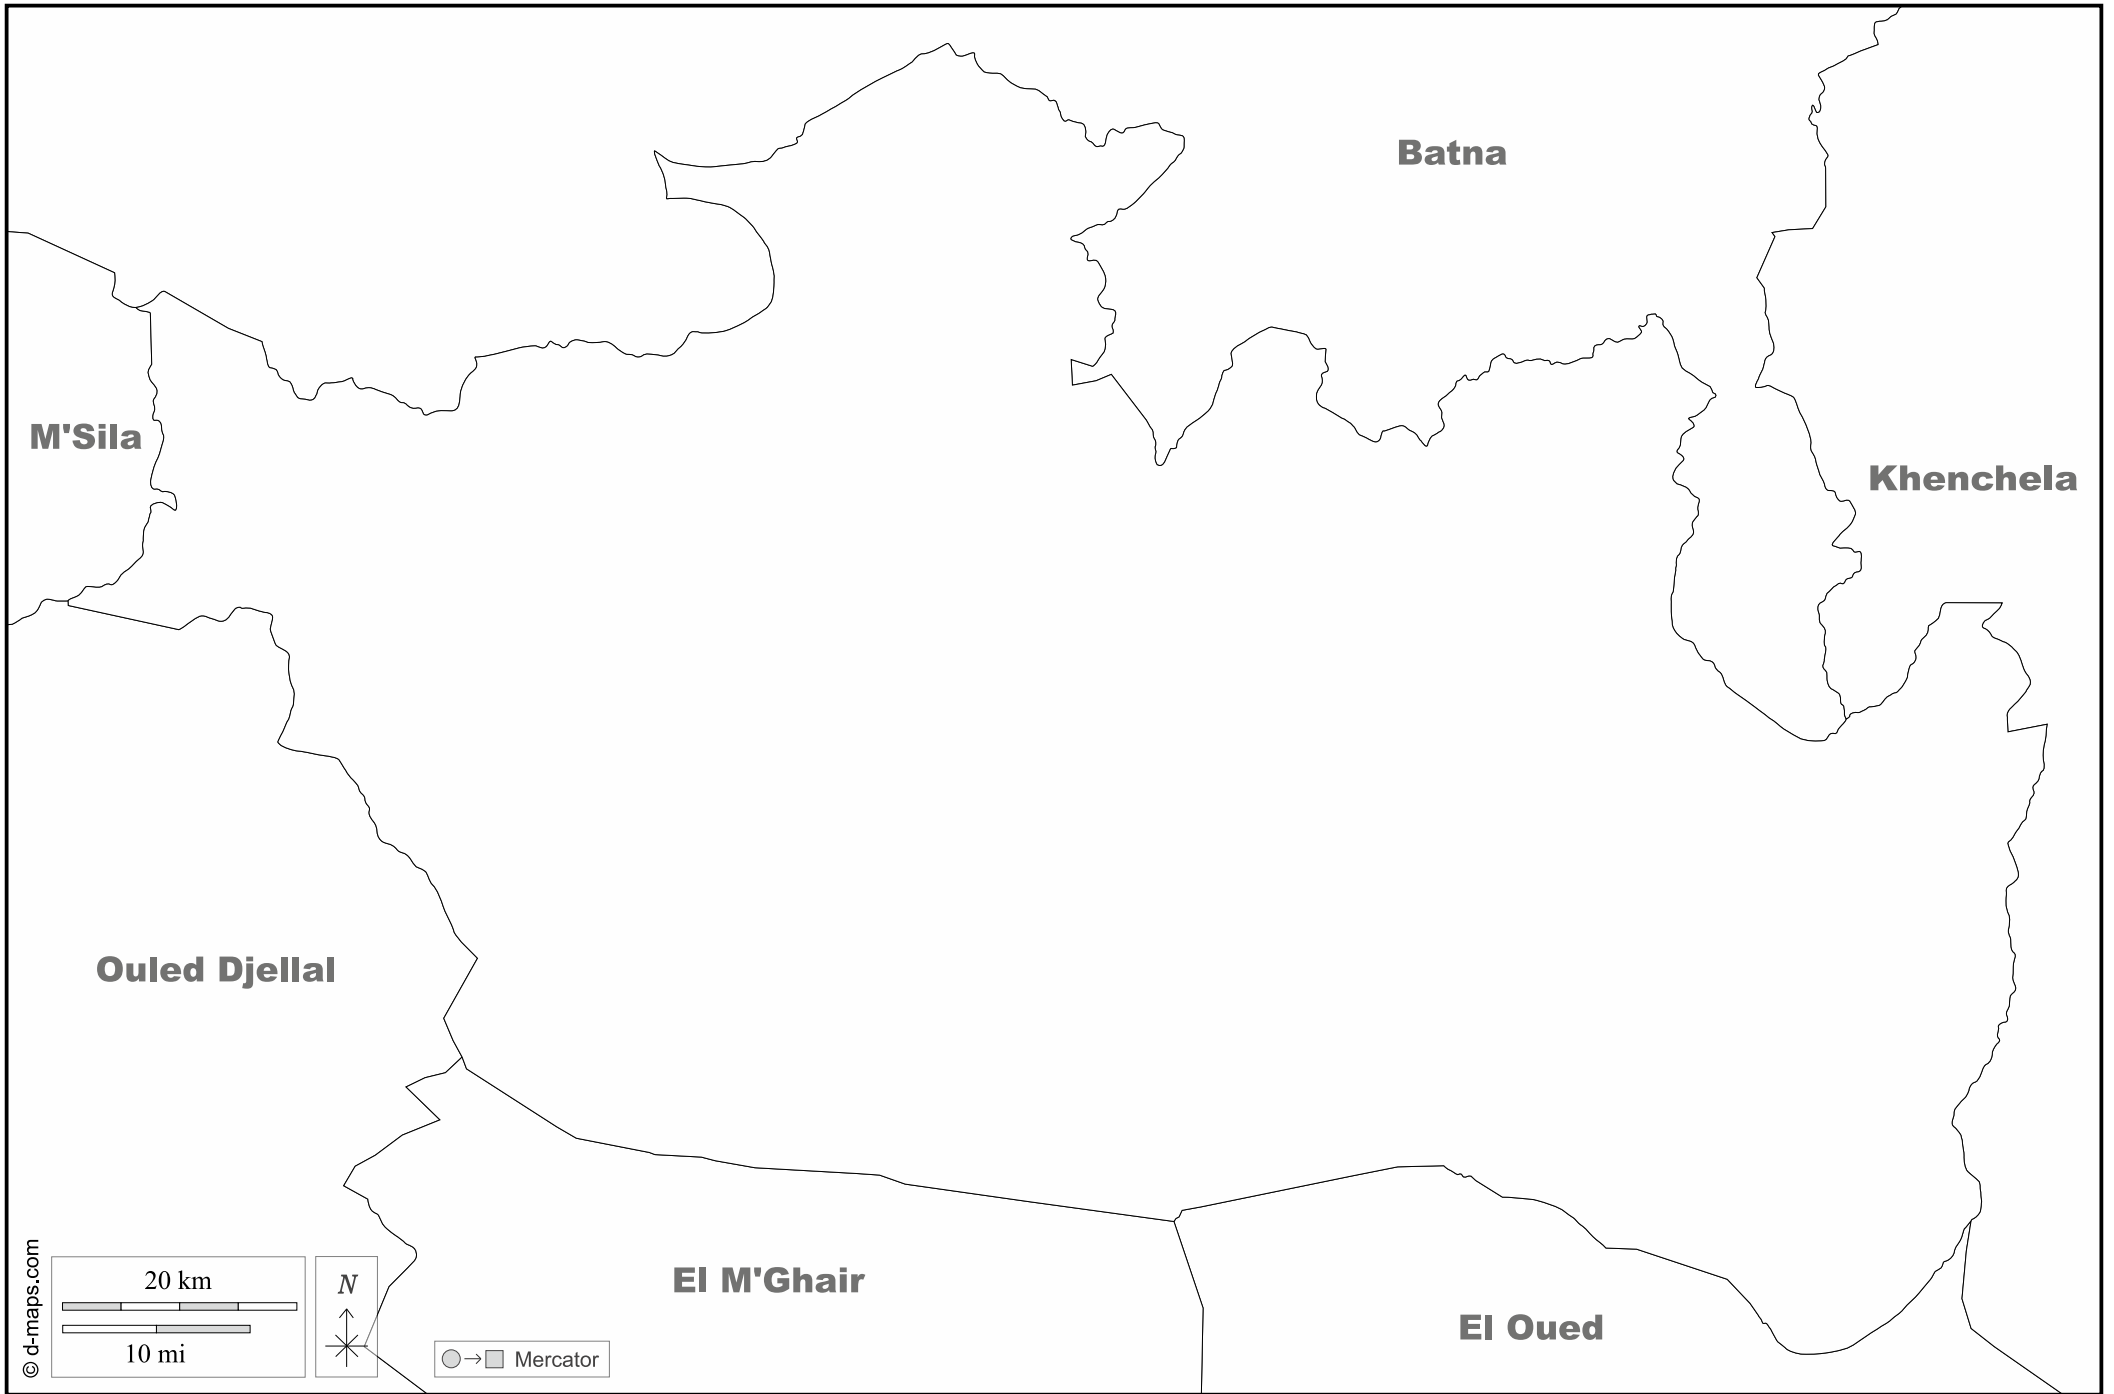 Batna
M'Sila
Khenchela
Ouled Djellal
El M'Ghair
El Oued
© d-maps.com
20 km
10 mi
N
Mercator